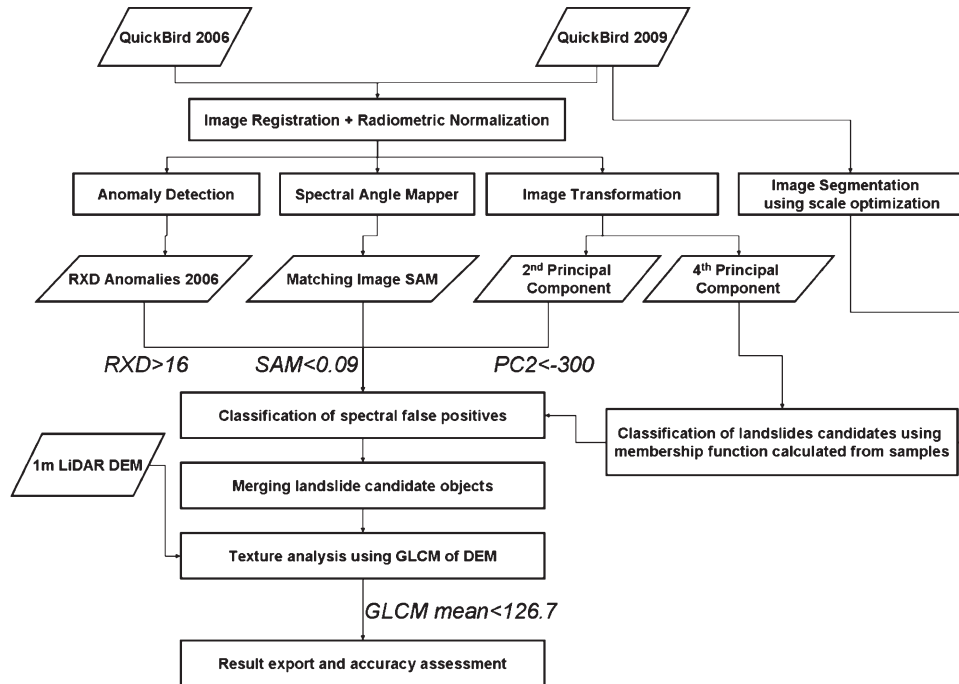 QuickBird 2006
QuickBird 2009
Image Registration + Radiometric Normalization
Anomaly Detection
Spectral Angle Mapper
Image Transformation
Image Segmentation
using scale optimization
RXD Anomalies 2006
Matching Image SAM
2nd Principal
Component
4th Principal
Component
RXD>16
SAM<0.09
PC2<-300
Classification of spectral false positives
Classification of landslides candidates using
membership function calculated from samples
1m LiDAR DEM
Merging landslide candidate objects
Texture analysis using GLCM of DEM
GLCM mean<126.7
Result export and accuracy assessment